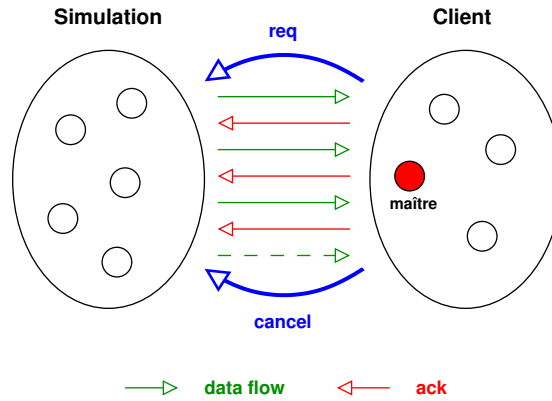 Simulation
Client
req
maître
cancel
data flow
ack